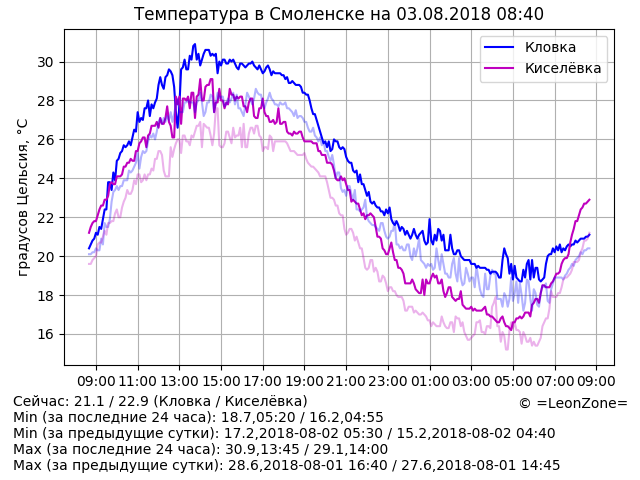 Температура в Смоленске на 03.08.2018 08:40
Кловка
Киселёвка
градусов Цельсия, °C
30
28
26
24
22
20
18
16
09:00 11:00 13:00 15:00 17:00 19:00 21:00 23:00 01:00 03:00 05:00 07:00 09:00
Сейчас: 21.1 / 22.9 (Кловка / Киселёвка)
© =LeonZone=
Min (за последние 24 часа): 18.7,05:20 / 16.2,04:55
Min (за предыдущие сутки): 17.2,2018-08-02 05:30 / 15.2,2018-08-02 04:40
Max (за последние 24 часа): 30.9,13:45 / 29.1,14:00
Max (за предыдущие сутки): 28.6,2018-08-01 16:40 / 27.6,2018-08-01 14:45